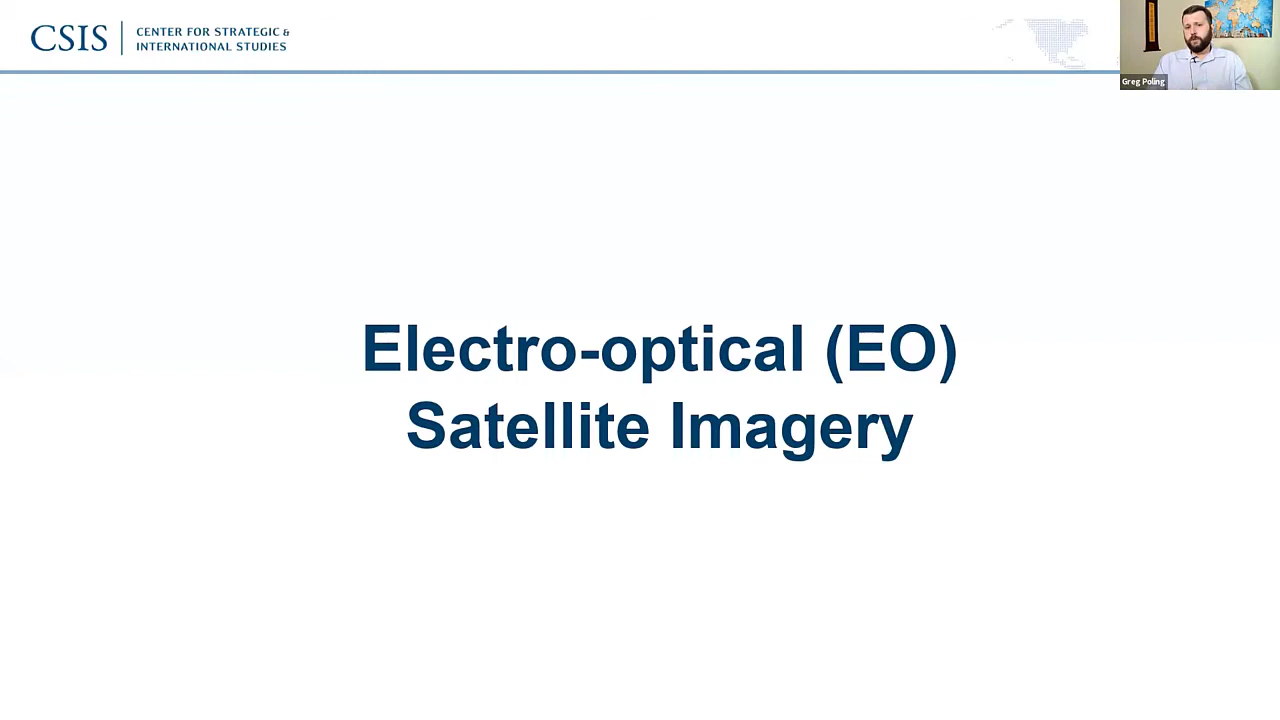 CSIS
CENTER FOR STRATEGIC &
INTERNATIONAL STUDIES
Greg Poling
Electro-optical (EO)
Satellite Imagery